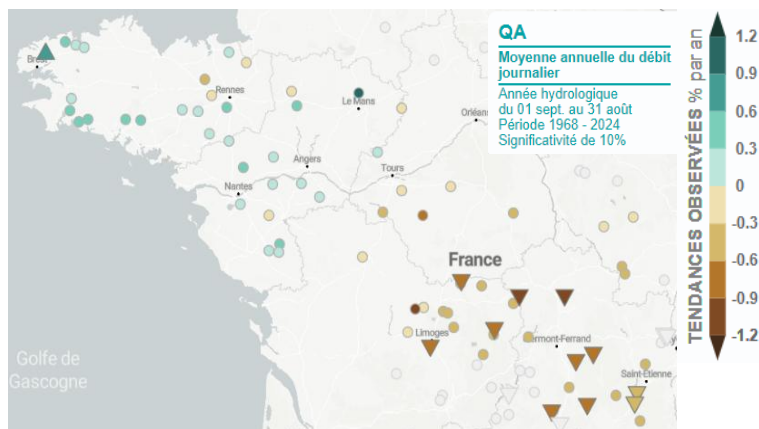 QA
Moyenne annuelle du débit
journalier
Année hydrologique
du 01 sept. au 31 août
Période 1968 - 2024
Significativité de 10%
TENDANCES OBSERVÉES % par an
1.2
0.9
0.6
0.3
0
-0.3
-0.6
-0.9
-1.2
Brest
Rennes
Le Mans
Orléans
Angers
Tours
Nantes
France
Limoges
ermont-Ferrand
Saint-Étienne
Golfe de
Gascogne